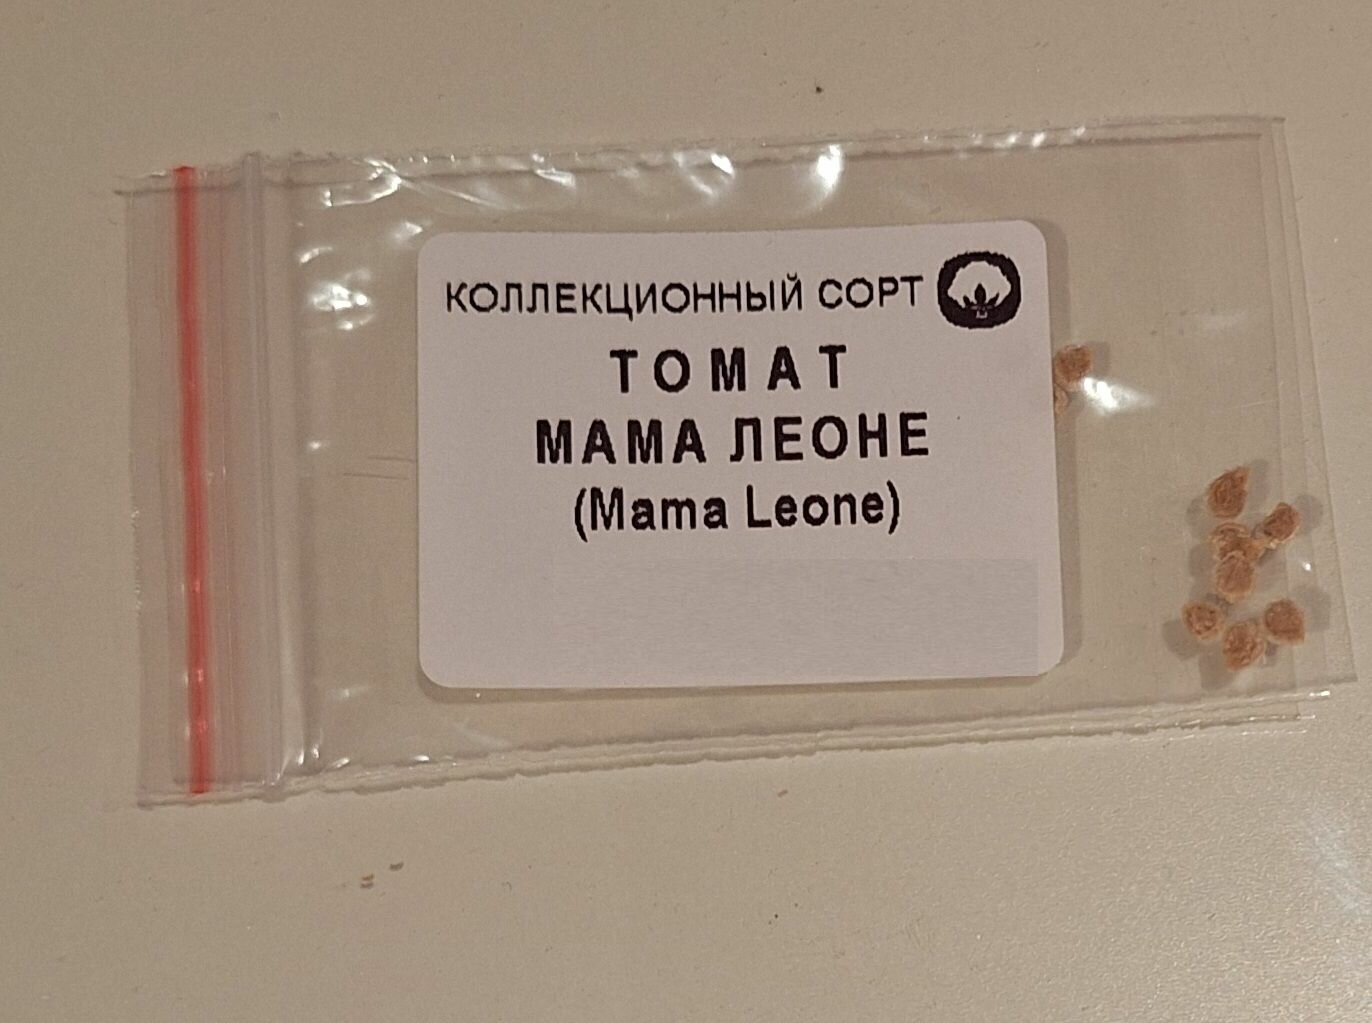 КОЛЛЕКЦИОННЫЙ СОРТ
ТОМАТ
МАМА ЛЕОНЕ
(Mama Leone)